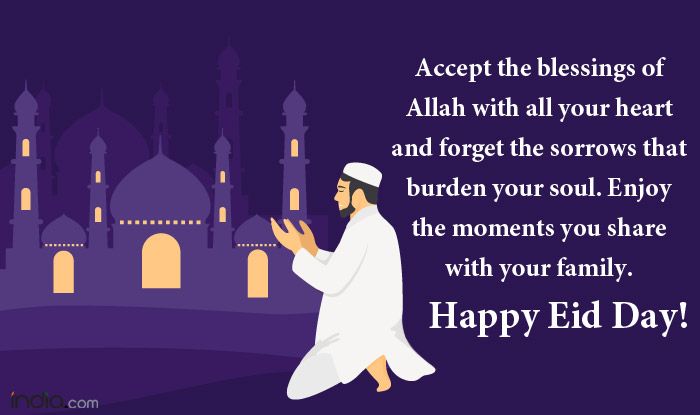 Accept the blessings of
Allah with all your heart
and forget the sorrows that
burden your soul. Enjoy
the moments you share
with your family.
Happy Eid Day!
india.com